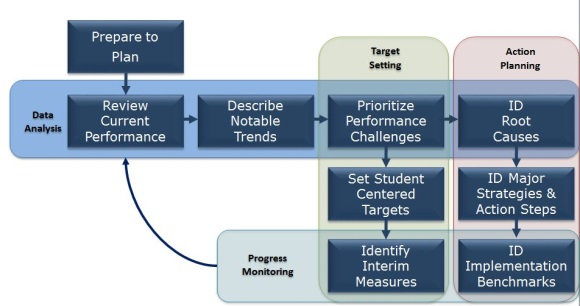 Prepare to
Plan
Target
Setting
Action
Planning
Data
Analysis
Review
Current
Performance
Describe
Notable
Trends
Prioritize
Performance
Challenges
ID
Root
Causes
Set Student
Centered
Targets
ID Major
Strategies &
Action Steps
Progress
Monitoring
Identify
Interim
Measures
ID
Implementation
Benchmarks